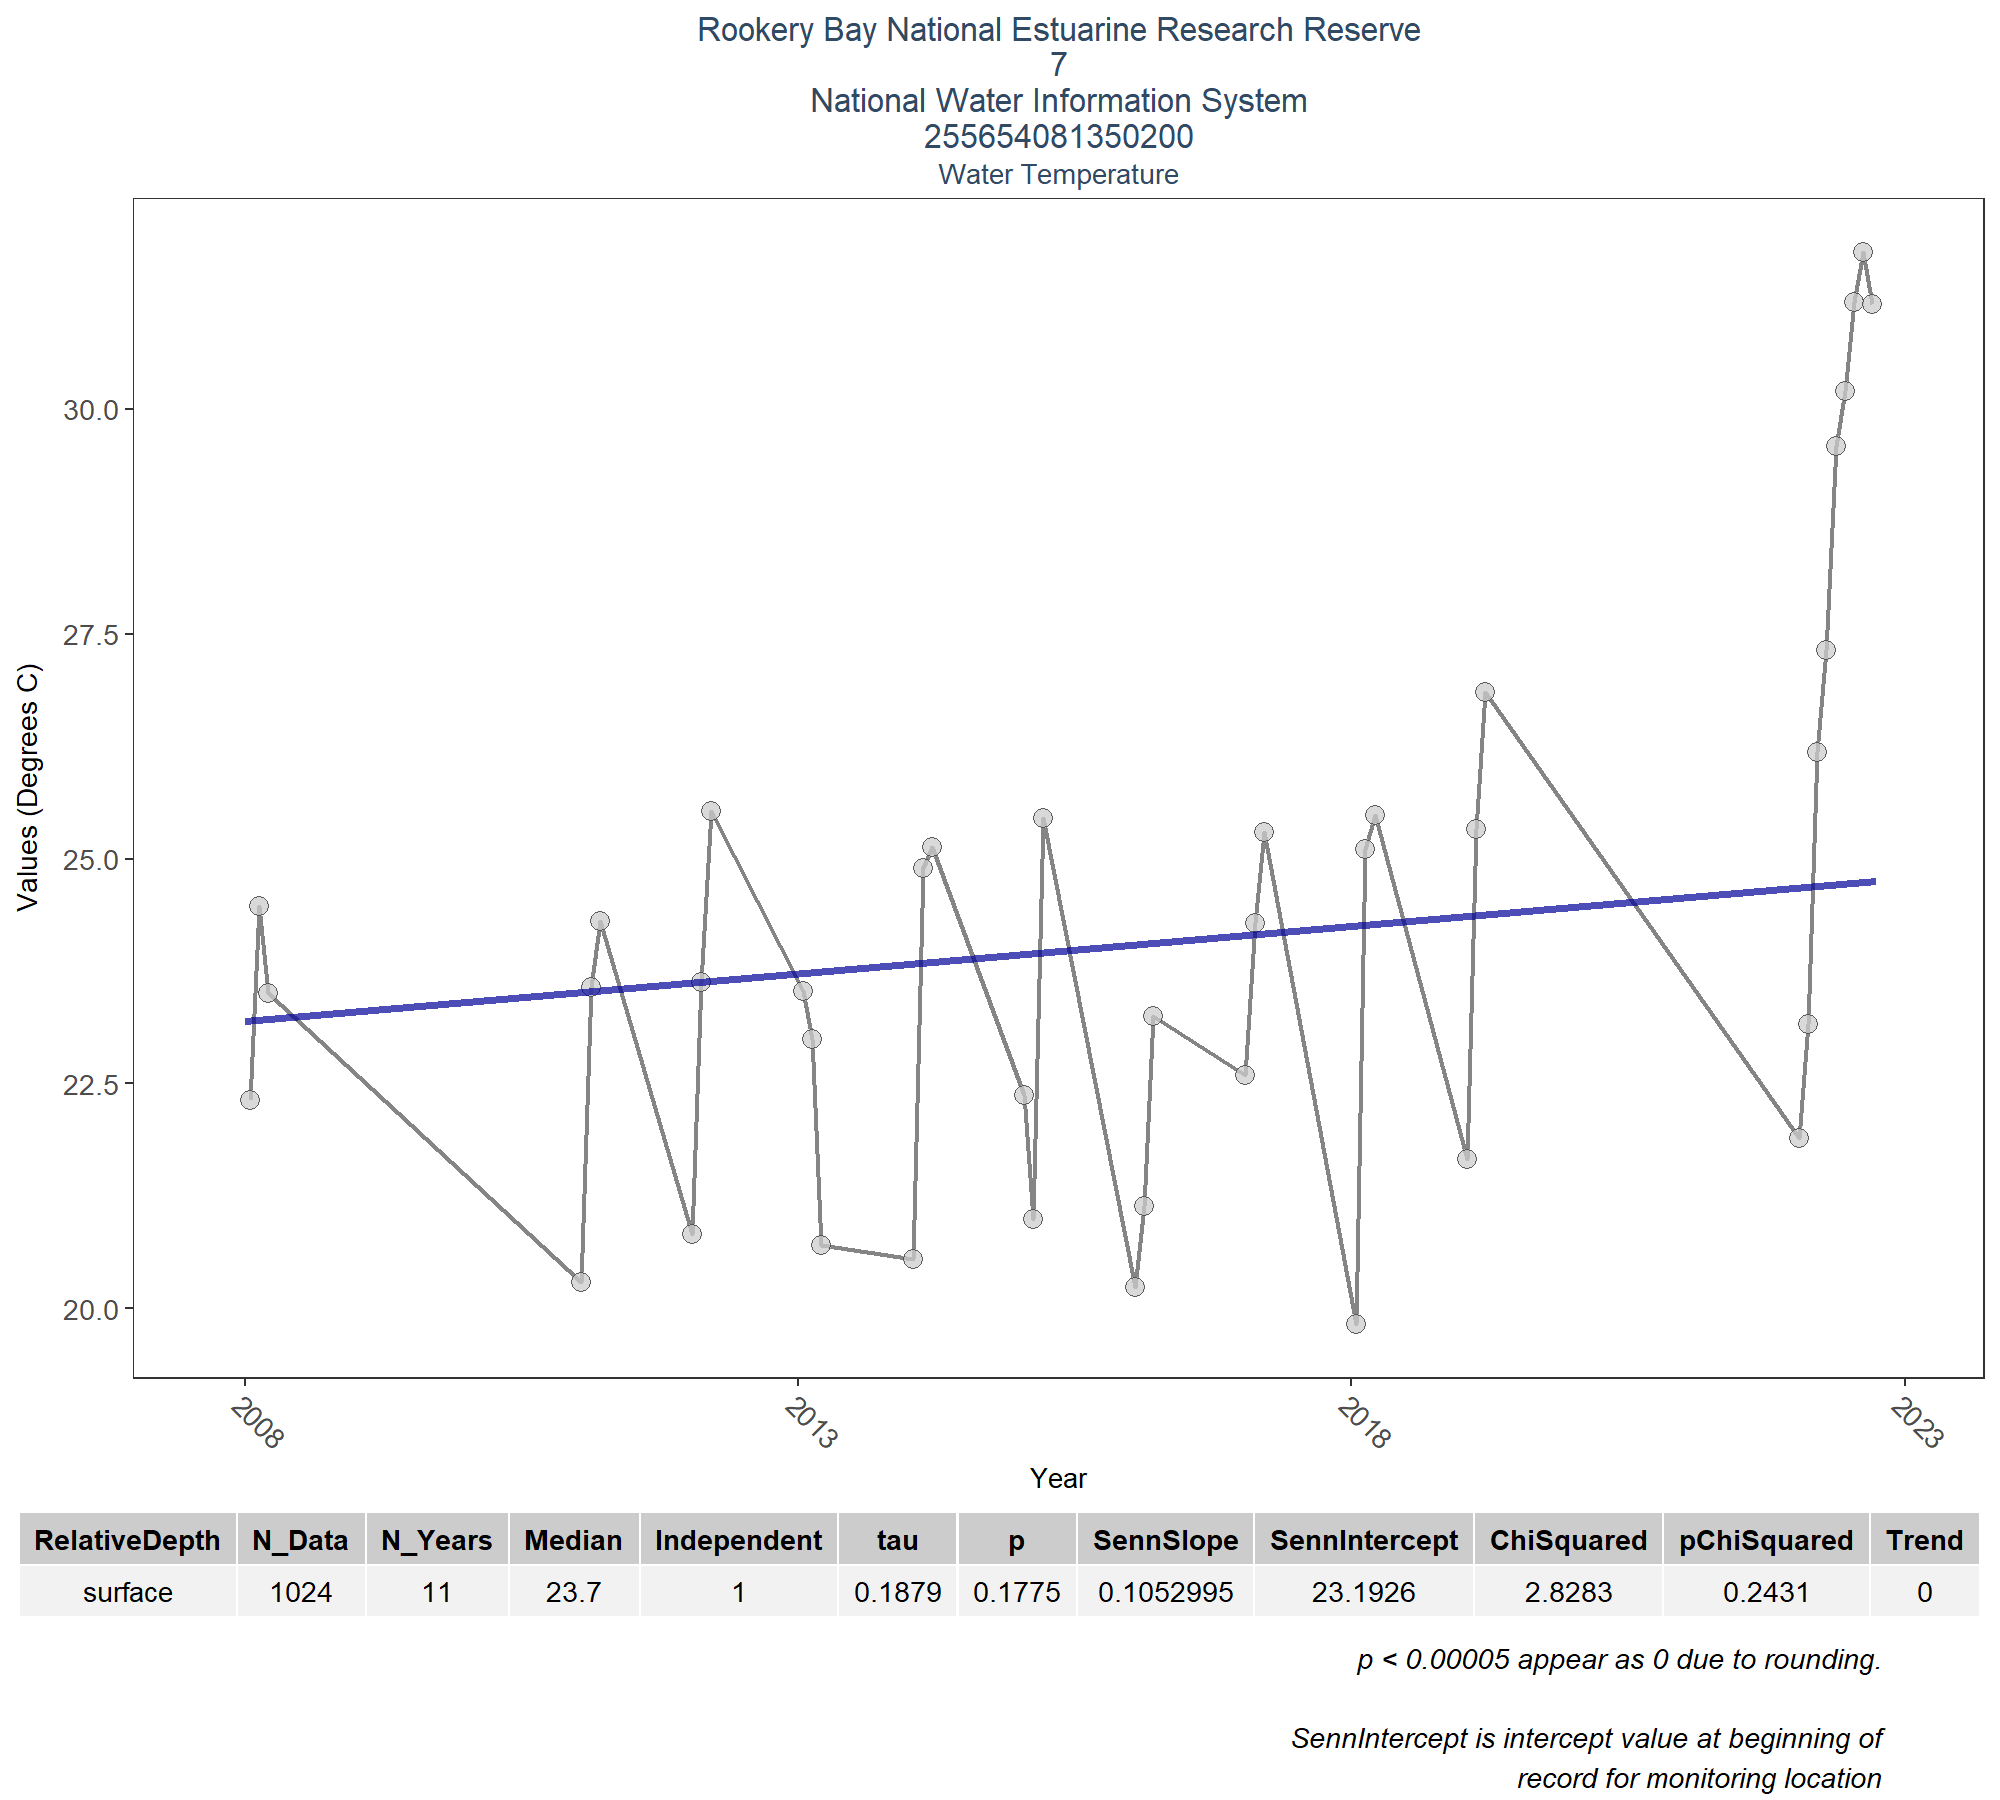 Rookery Bay National Estuarine Research Reserve
7
National Water Information System
255654081350200
Water Temperature
Values (Degrees C)
30.0
27.5
25.0
22.5
20.0
2008
2013
2018
2023
Year
RelativeDepth N_Data N_Years Median Independent tau p SennSlope SennIntercept ChiSquared pChiSquared Trend
surface 1024 11 23.7 1 0.1879 0.1775 0.1052995 23.1926 2.8283 0.2431 0
p < 0.00005 appear as 0 due to rounding.
SennIntercept is intercept value at beginning of
record for monitoring location